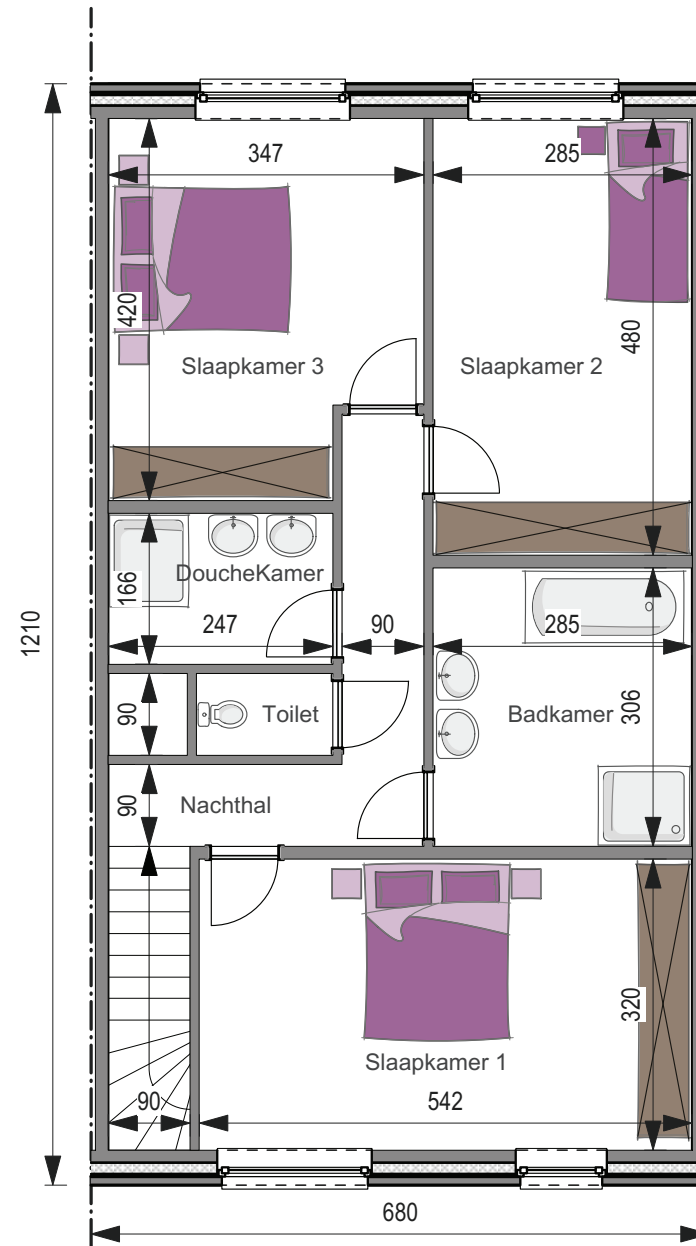 347
285
420
480
Slaapkamer 3
Slaapkamer 2
DoucheKamer
166
247
90
285
1210
90
Toilet
Badkamer
306
90
Nachthal
320
Slaapkamer 1
90
542
680